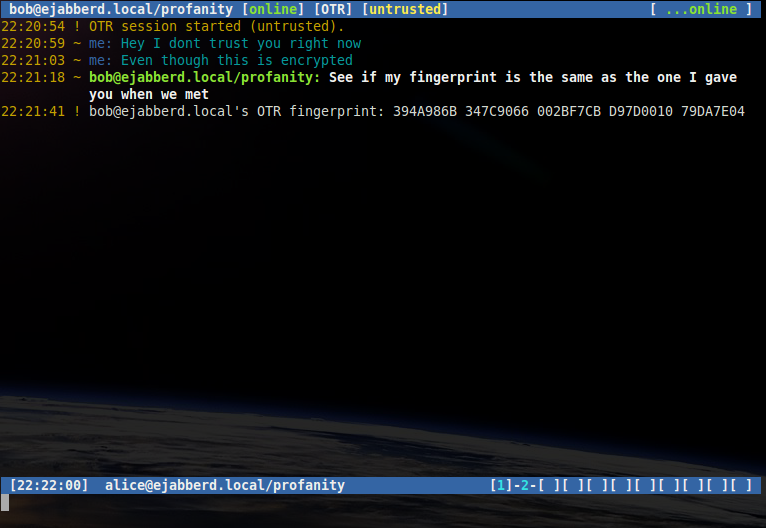 bob@ejabberd.local/profanity [online] [OTR] [untrusted] [ ...online ]
22:20:54 ! OTR session started (untrusted).
22:20:59 ~ me: Hey I dont trust you right now
22:21:03 ~ me: Even though this is encrypted
22:21:18 ~ bob@ejabberd.local/profanity: See if my fingerprint is the same as the one I gave
you when we met
22:21:41 ! bob@ejabberd.local's OTR fingerprint: 394A986B 347C9066 002BF7CB D97D0010 79DA7E04
[22:22:00] alice@ejabberd.local/profanity [1]-2-[ ][ ][ ][ ][ ][ ][ ][ ][ ]